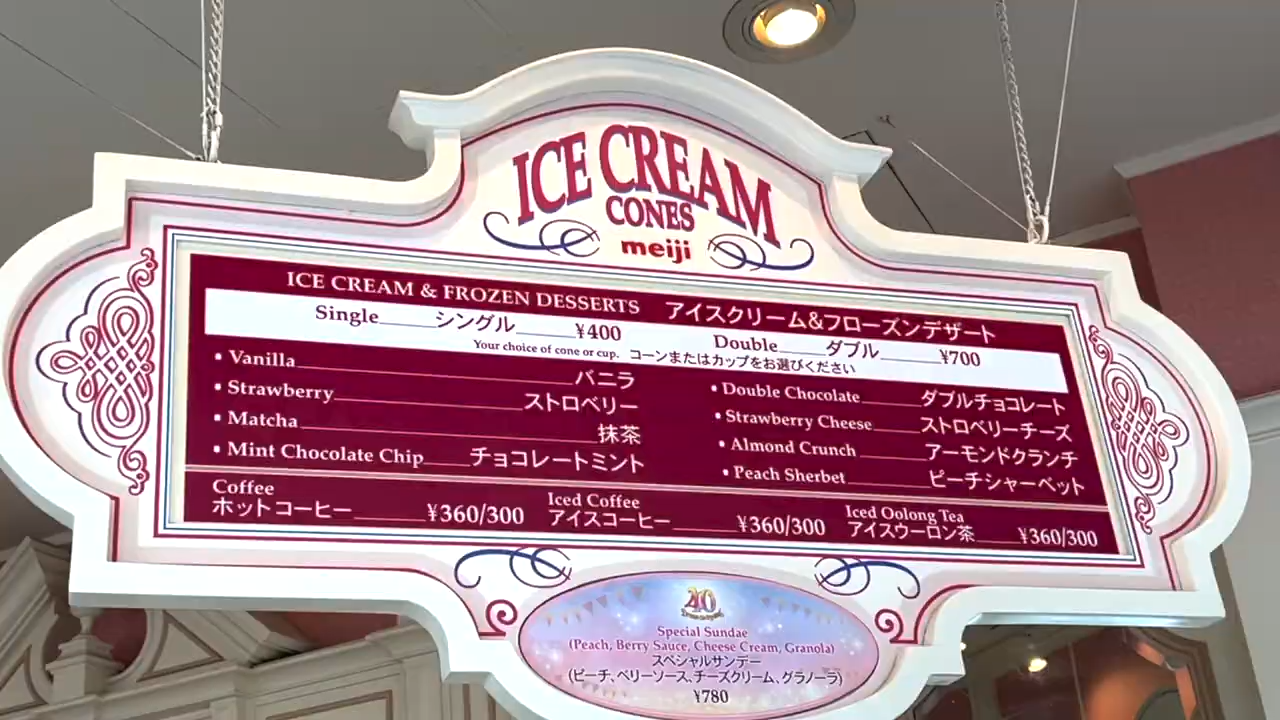 ICE CREAM
CONES
meiji
ICE CREAM & FROZEN DESSERTS アイスクリーム&フローズンデザート
Single シングル ¥400 Double ダブル ¥700
Your choice of cone or cup. コーンまたはカップをお選びください
• Vanilla バニラ
• Strawberry ストロベリー
• Matcha 抹茶
• Mint Chocolate Chip チョコレートミント
• Double Chocolate ダブルチョコレート
• Strawberry Cheese ストロベリーチーズ
• Almond Crunch アーモンドクランチ
• Peach Sherbet ピーチシャーベット
Coffee
ホットコーヒー ¥360/300
Iced Coffee
アイスコーヒー ¥360/300
Iced Oolong Tea
アイスウーロン茶 ¥360/300
40
Special Sundae
(Peach, Berry Sauce, Cheese Cream, Granola)
スペシャルサンデー
(ピーチ、ベリーソース、チーズクリーム、グラノーラ)
¥780